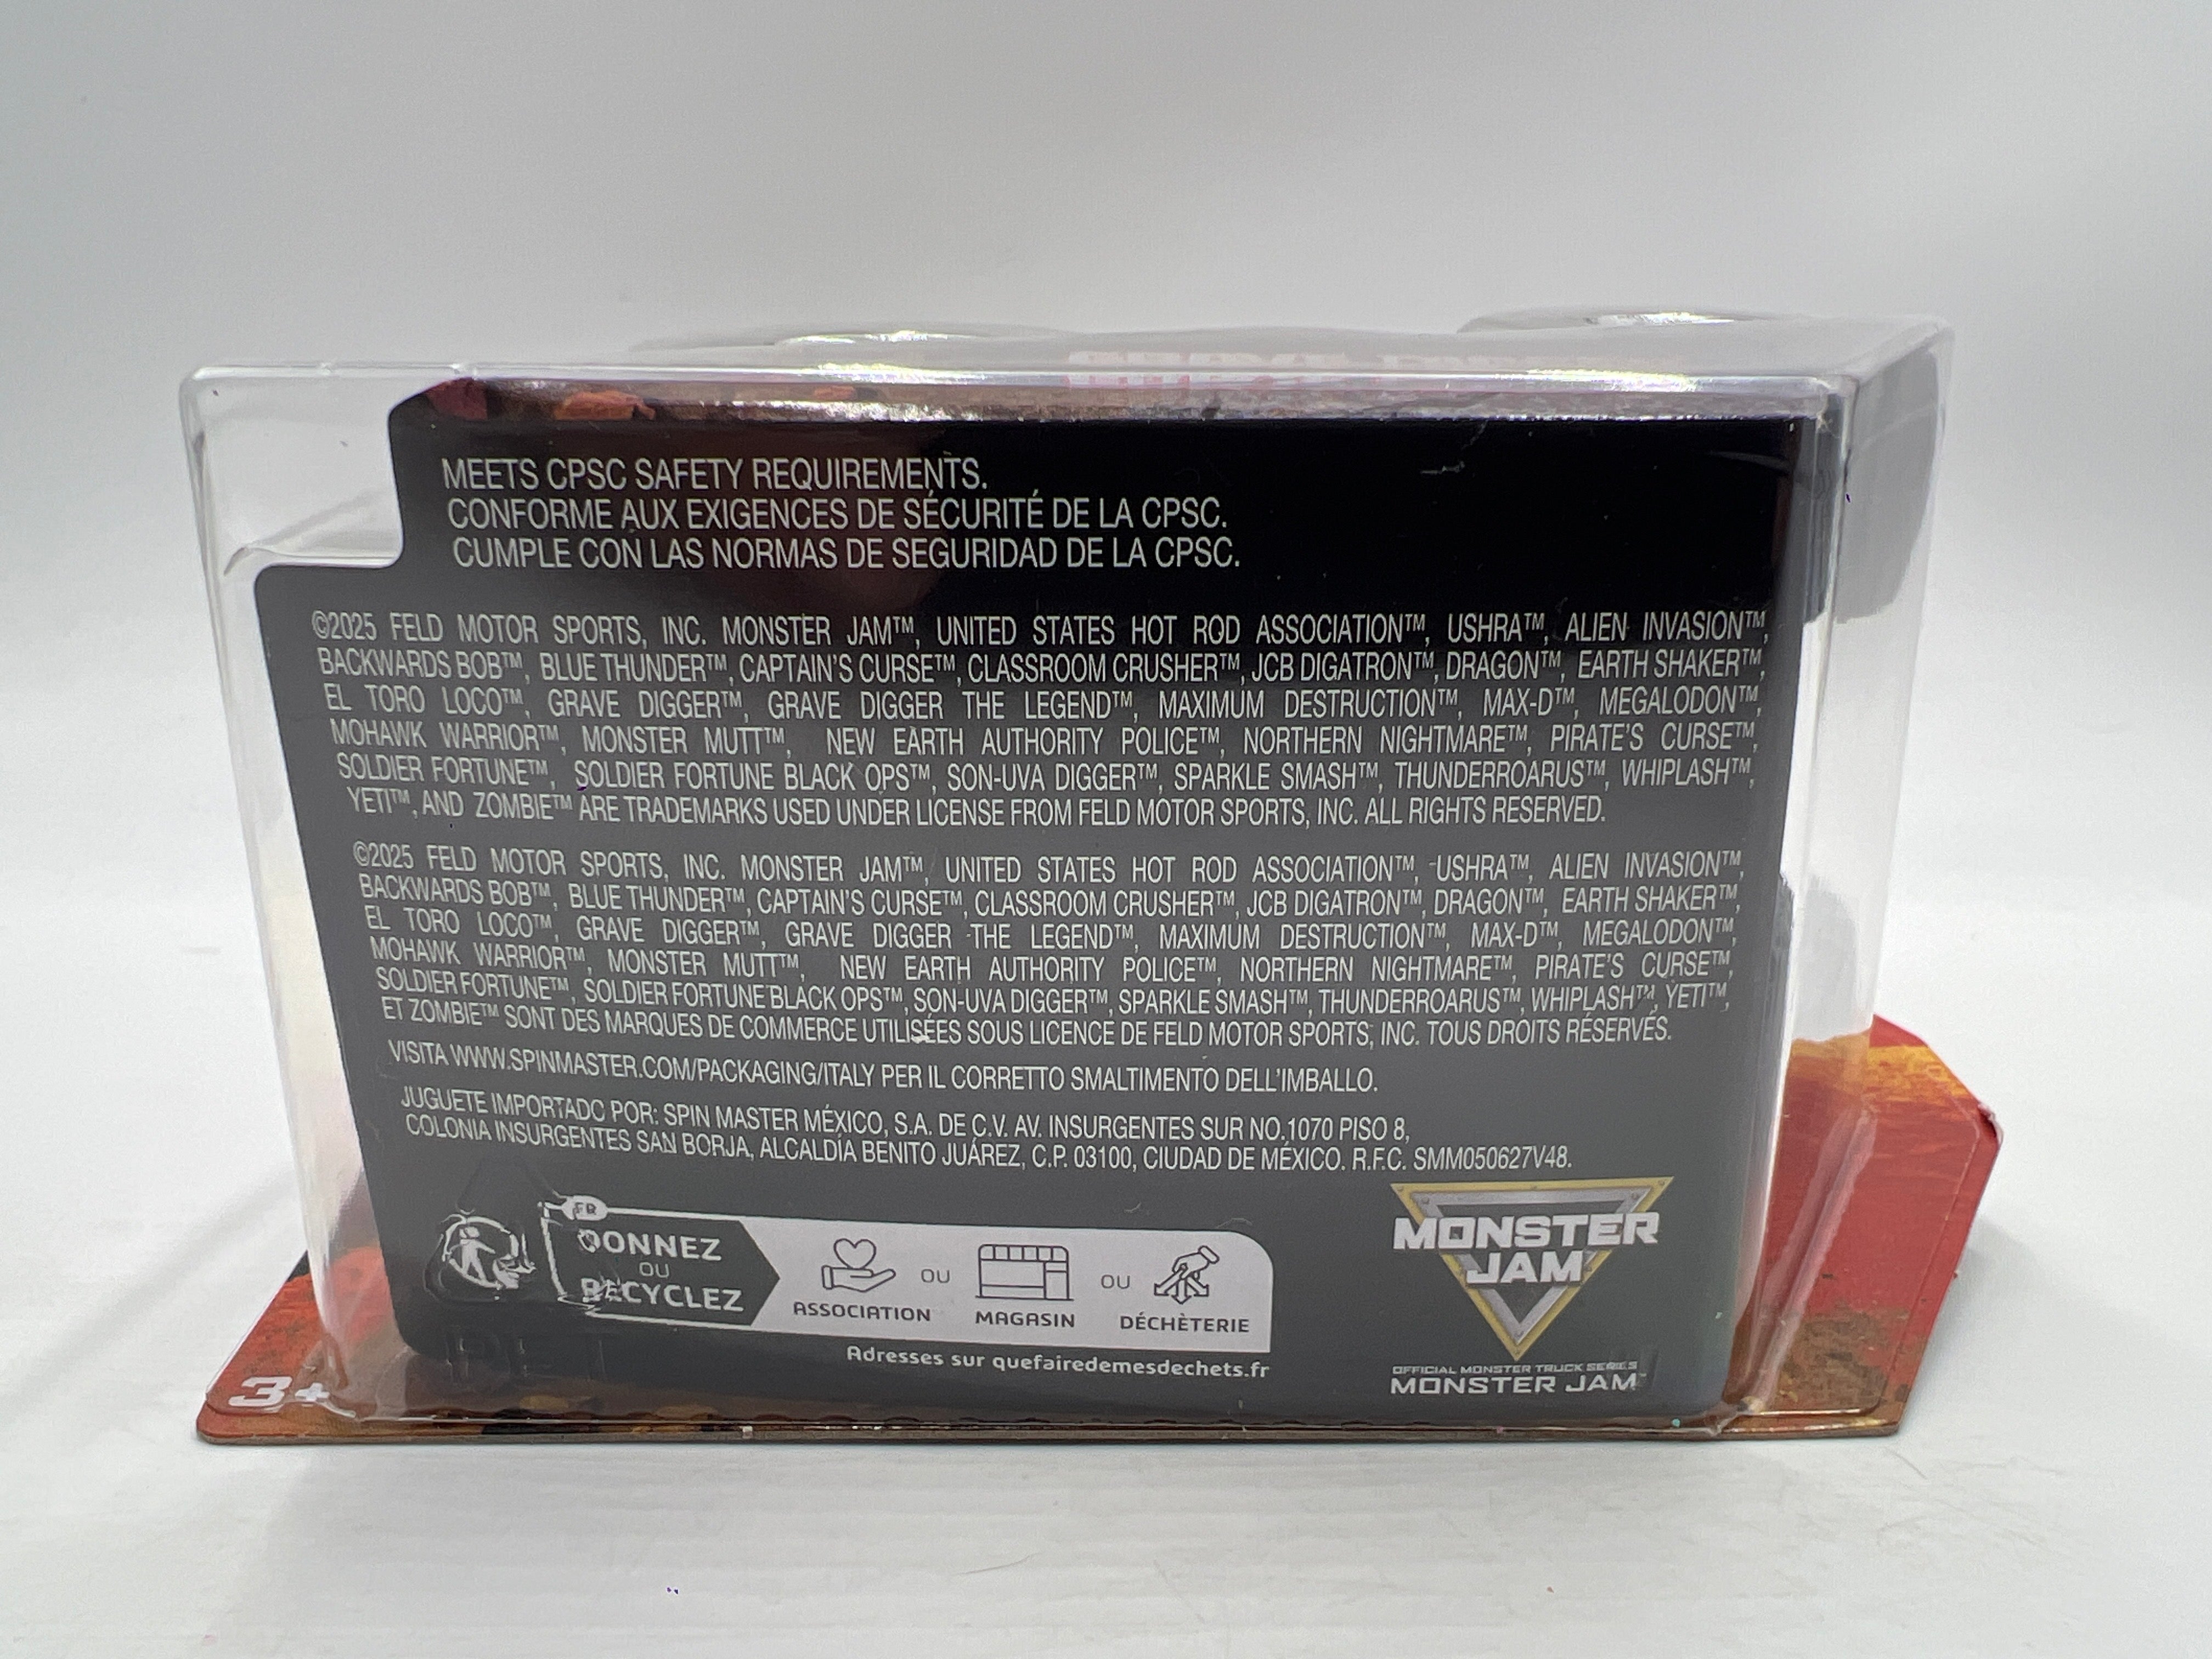 MEETS CPSC SAFETY REQUIREMENTS.
CONFORME AUX EXIGENCES DE SÉCURITÉ DE LA CPSC.
CUMPLE CON LAS NORMAS DE SEGURIDAD DE LA CPSC.
©2025 FELD MOTOR SPORTS, INC. MONSTER JAM™, UNITED STATES HOT ROD ASSOCIATION™, USHRA™, ALIEN INVASION™,
BACKWARDS BOB™, BLUE THUNDER™, CAPTAIN'S CURSE™, CLASSROOM CRUSHER™, JCB DIGATRON™, DRAGON™, EARTH SHAKER™,
EL TORO LOCO™, GRAVE DIGGER™, GRAVE DIGGER THE LEGEND™, MAXIMUM DESTRUCTION™, MAX-D™, MEGALODON™,
MOHAWK WARRIOR™, MONSTER MUTT™, NEW EARTH AUTHORITY POLICE™, NORTHERN NIGHTMARE™, PIRATE'S CURSE™,
SOLDIER FORTUNE™, SOLDIER FORTUNE BLACK OPS™, SON-UVA DIGGER™, SPARKLE SMASH™, THUNDERROARUS™, WHIPLASH™,
YETI™, AND ZOMBIE™ ARE TRADEMARKS USED UNDER LICENSE FROM FELD MOTOR SPORTS, INC. ALL RIGHTS RESERVED.
©2025 FELD MOTOR SPORTS, INC. MONSTER JAM™, UNITED STATES HOT ROD ASSOCIATION™, USHRA™, ALIEN INVASION™,
BACKWARDS BOB™, BLUE THUNDER™, CAPTAIN'S CURSE™, CLASSROOM CRUSHER™, JCB DIGATRON™, DRAGON™, EARTH SHAKER™,
EL TORO LOCO™, GRAVE DIGGER™, GRAVE DIGGER THE LEGEND™, MAXIMUM DESTRUCTION™, MAX-D™, MEGALODON™,
MOHAWK WARRIOR™, MONSTER MUTT™, NEW EARTH AUTHORITY POLICE™, NORTHERN NIGHTMARE™, PIRATE'S CURSE™,
SOLDIER FORTUNE™, SOLDIER FORTUNE BLACK OPS™, SON-UVA DIGGER™, SPARKLE SMASH™, THUNDERROARUS™, WHIPLASH™, YETI™,
ET ZOMBIE™ SONT DES MARQUES DE COMMERCE UTILISÉES SOUS LICENCE DE FELD MOTOR SPORTS, INC. TOUS DROITS RÉSERVÉS.
VISITA WWW.SPINMASTER.COM/PACKAGING/ITALY PER IL CORRETTO SMALTIMENTO DELL'IMBALLO.
JUGUETE IMPORTADO POR: SPIN MASTER MÉXICO, S.A. DE C.V. AV. INSURGENTES SUR NO.1070 PISO 8,
COLONIA INSURGENTES SAN BORJA, ALCALDÍA BENITO JUÁREZ, C.P. 03100, CIUDAD DE MÉXICO. R.F.C. SMM050627V48.
FR
DONNEZ
OU
RECYCLEZ
ASSOCIATION
OU
MAGASIN
OU
DÉCHÈTERIE
Adresses sur quefairedemesdechets.fr
MONSTER
JAM
OFFICIAL MONSTER TRUCK SERIES
MONSTER JAM
PET
3+